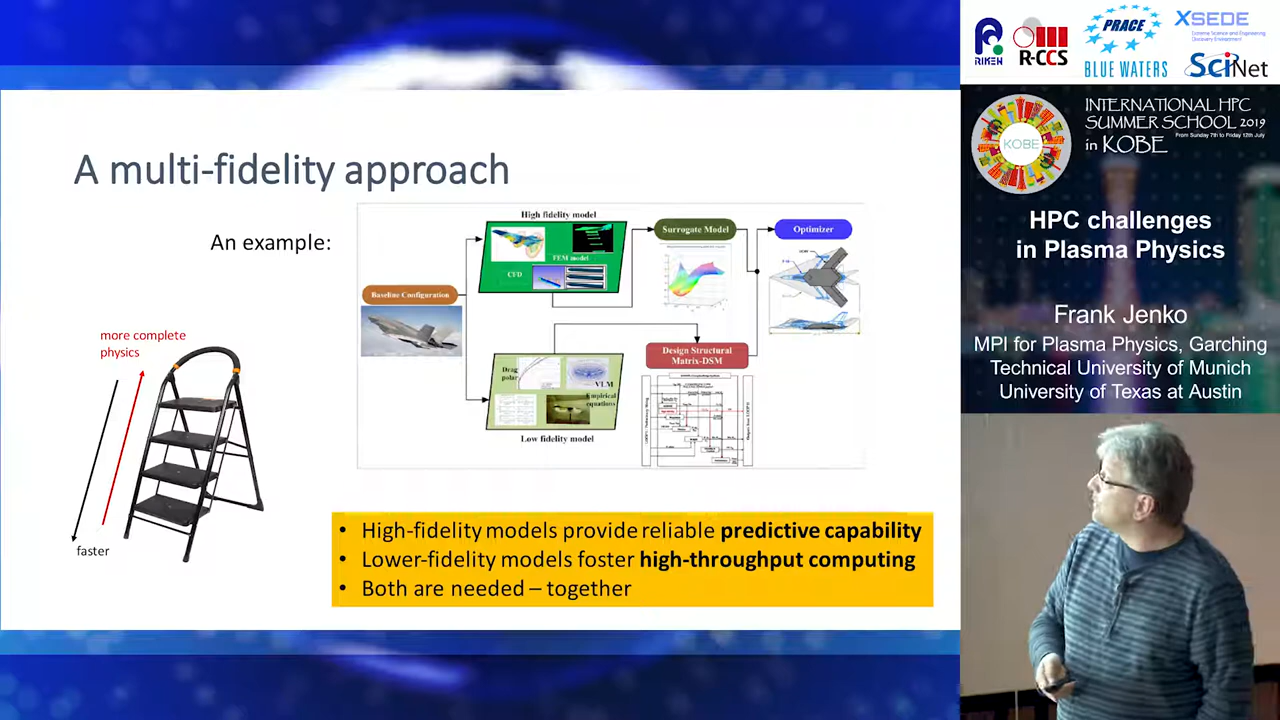 A multi-fidelity approach
An example:
more complete
physics
faster
High fidelity model
FEM model
CFD
Baseline Configuration
Surrogate Model
Optimizer
Design Structural
Matrix-DSM
Drag
polar
VLM
Empirical
equations
Low fidelity model
• High-fidelity models provide reliable predictive capability
• Lower-fidelity models foster high-throughput computing
• Both are needed – together
RIKEN
R-CCS
PRACE
BLUE WATERS
XSEDE
Extreme Science and Engineering
Discovery Environment
SciNet
KOBE
INTERNATIONAL HPC
SUMMER SCHOOL 2019
From Sunday 7th to Friday 12th July
in KOBE
HPC challenges
in Plasma Physics
Frank Jenko
MPI for Plasma Physics, Garching
Technical University of Munich
University of Texas at Austin